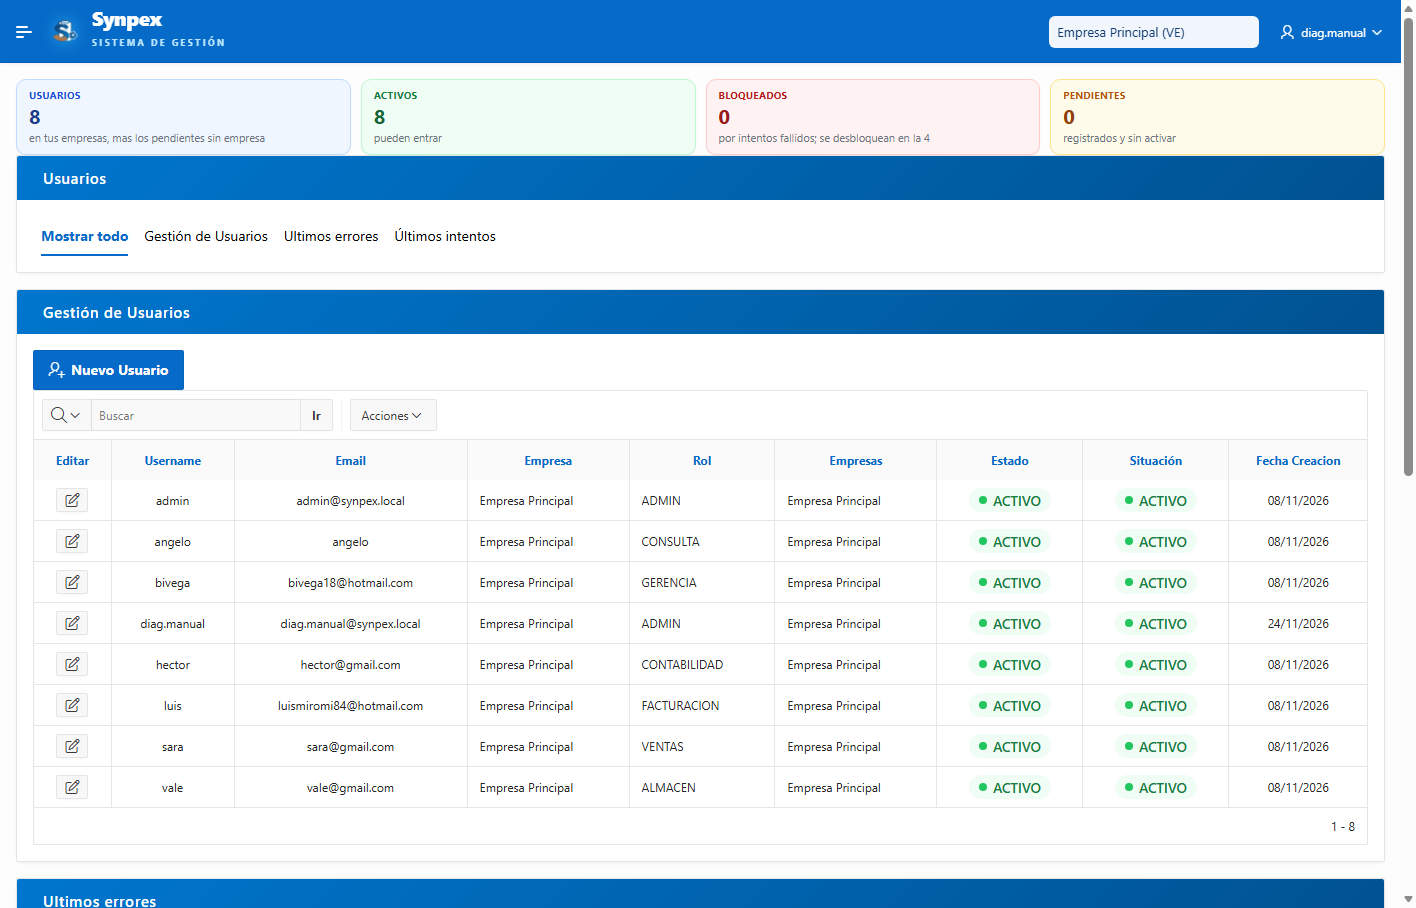 Synpex
SISTEMA DE GESTIÓN
Empresa Principal (VE)
diag.manual
USUARIOS
8
en tus empresas, mas los pendientes sin empresa
ACTIVOS
8
pueden entrar
BLOQUEADOS
0
por intentos fallidos; se desbloquean en la 4
PENDIENTES
0
registrados y sin activar
Usuarios
Mostrar todo Gestión de Usuarios Ultimos errores Últimos intentos
Gestión de Usuarios
Nuevo Usuario
Buscar Ir Acciones
Editar Username Email Empresa Rol Empresas Estado Situación Fecha Creacion
admin admin@synpex.local Empresa Principal ADMIN Empresa Principal ACTIVO ACTIVO 08/11/2026
angelo angelo Empresa Principal CONSULTA Empresa Principal ACTIVO ACTIVO 08/11/2026
bivega bivega18@hotmail.com Empresa Principal GERENCIA Empresa Principal ACTIVO ACTIVO 08/11/2026
diag.manual diag.manual@synpex.local Empresa Principal ADMIN Empresa Principal ACTIVO ACTIVO 24/11/2026
hector hector@gmail.com Empresa Principal CONTABILIDAD Empresa Principal ACTIVO ACTIVO 08/11/2026
luis luismiromi84@hotmail.com Empresa Principal FACTURACION Empresa Principal ACTIVO ACTIVO 08/11/2026
sara sara@gmail.com Empresa Principal VENTAS Empresa Principal ACTIVO ACTIVO 08/11/2026
vale vale@gmail.com Empresa Principal ALMACEN Empresa Principal ACTIVO ACTIVO 08/11/2026
1 - 8
Ultimos errores